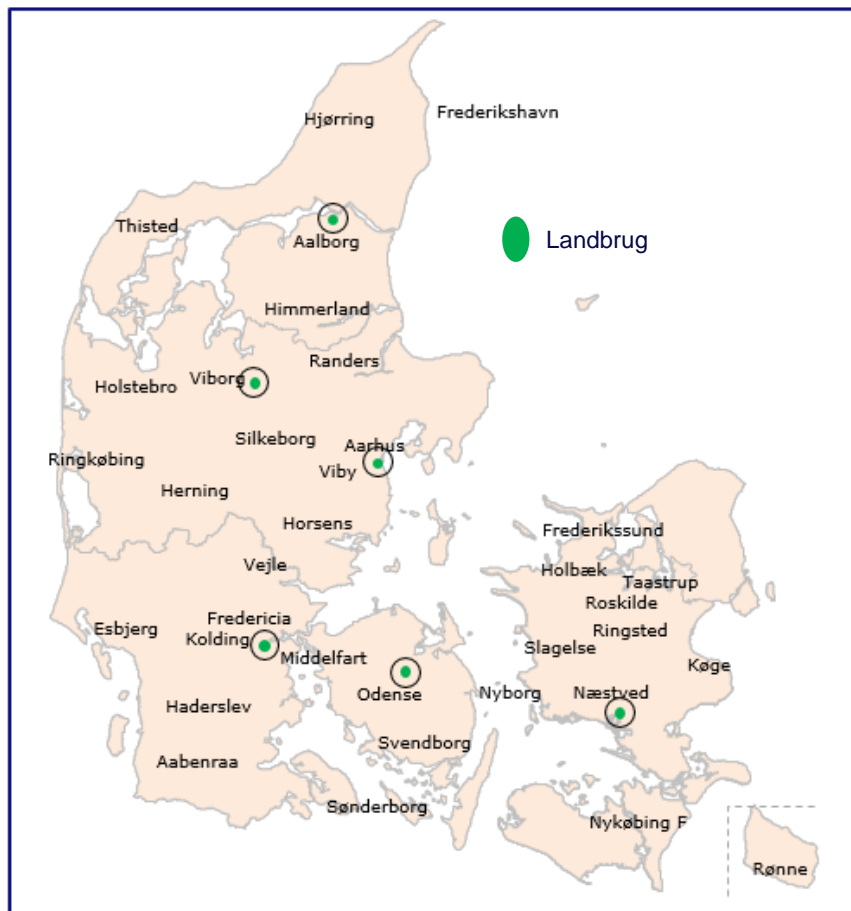 Hjørring
Frederikshavn
Thisted
Aalborg
Landbrug
Himmerland
Randers
Viborg
Holstebro
Silkeborg
Aarhus
Ringkøbing
Viby
Herning
Horsens
Frederikssund
Vejle
Holbæk
Taastrup
Roskilde
Fredericia
Esbjerg
Kolding
Ringsted
Slagelse
Middelfart
Køge
Odense
Nyborg
Næstved
Haderslev
Svendborg
Aabenraa
Sønderborg
Nykøbing F
Rønne